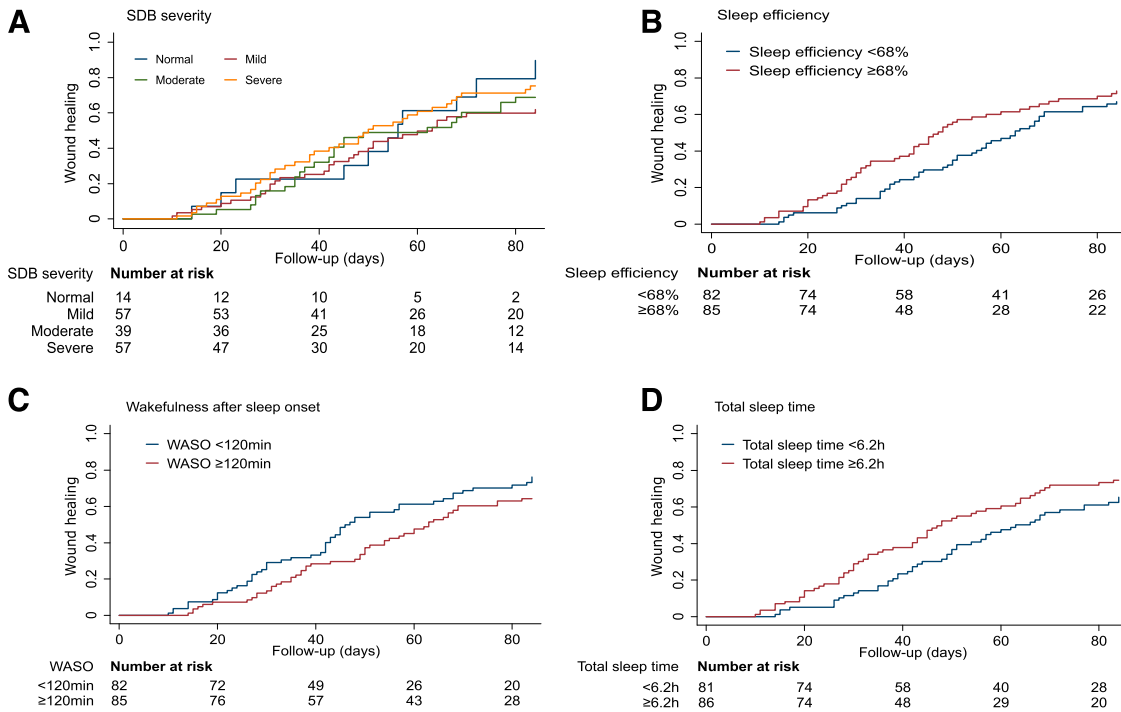 A
SDB severity
Normal
Mild
Moderate
Severe
Wound healing
1.0
0.8
0.6
0.4
0.2
0
0 20 40 60 80
Follow-up (days)
SDB severity Number at risk
Normal 14 12 10 5 2
Mild 57 53 41 26 20
Moderate 39 36 25 18 12
Severe 57 47 30 20 14
B
Sleep efficiency
Sleep efficiency <68%
Sleep efficiency ≥68%
Wound healing
1.0
0.8
0.6
0.4
0.2
0
0 20 40 60 80
Follow-up (days)
Sleep efficiency Number at risk
<68% 82 74 58 41 26
≥68% 85 74 48 28 22
C
Wakefulness after sleep onset
WASO <120min
WASO ≥120min
Wound healing
1.0
0.8
0.6
0.4
0.2
0
0 20 40 60 80
Follow-up (days)
WASO Number at risk
<120min 82 72 49 26 20
≥120min 85 76 57 43 28
D
Total sleep time
Total sleep time <6.2h
Total sleep time ≥6.2h
Wound healing
1.0
0.8
0.6
0.4
0.2
0
0 20 40 60 80
Follow-up (days)
Total sleep time Number at risk
<6.2h 81 74 58 40 28
≥6.2h 86 74 48 29 20